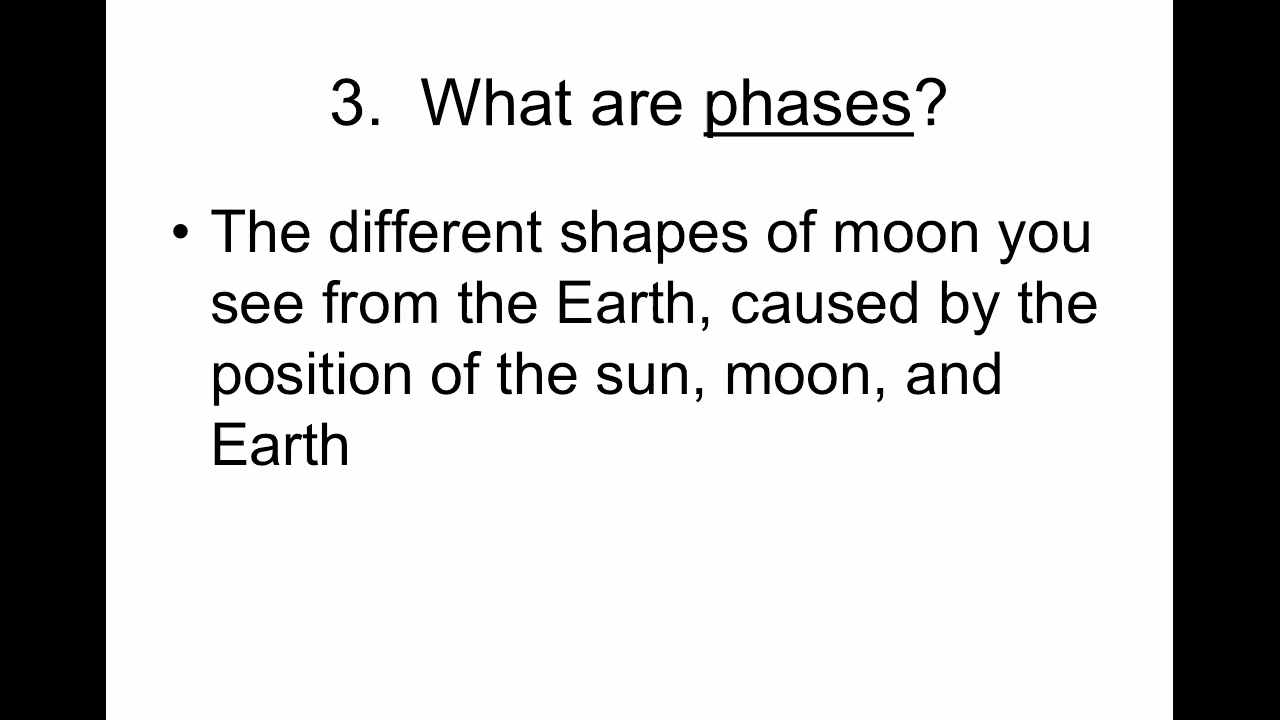 3. What are phases?
• The different shapes of moon you
see from the Earth, caused by the
position of the sun, moon, and
Earth